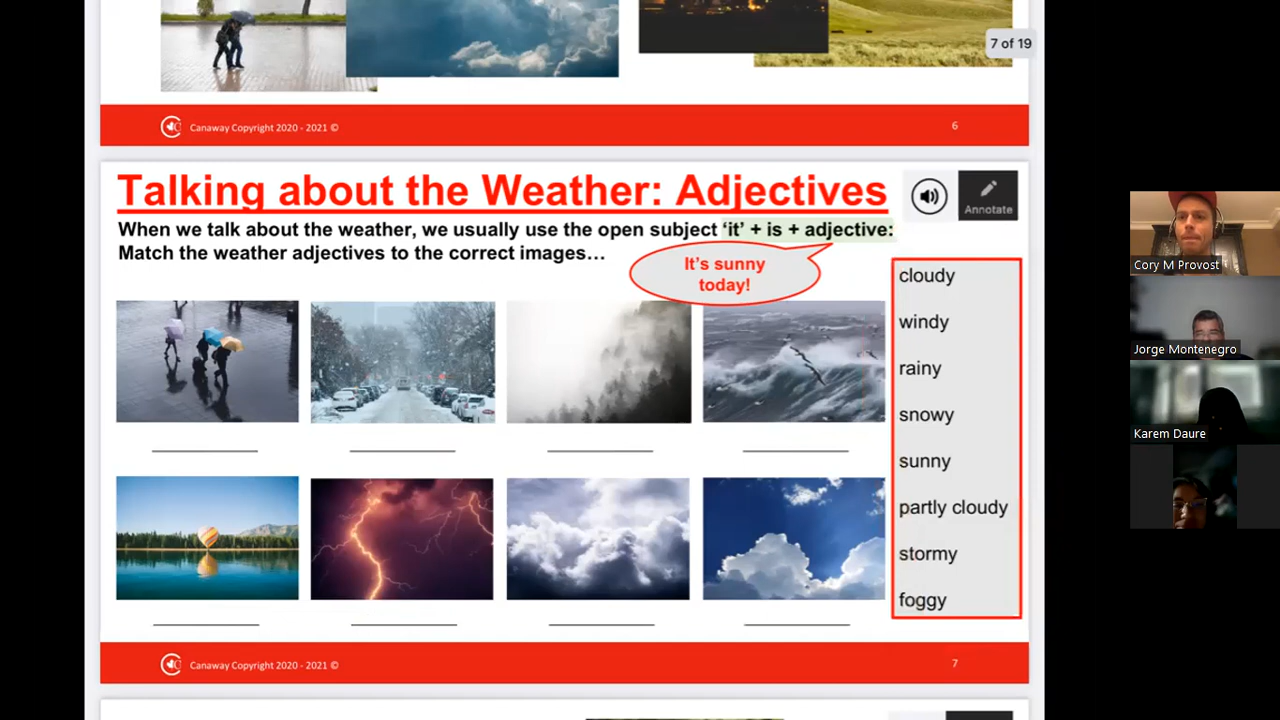 7 of 19
Canaway Copyright 2020 - 2021 ©
6
Talking about the Weather: Adjectives
Annotate
When we talk about the weather, we usually use the open subject ‘it’ + is + adjective:
Match the weather adjectives to the correct images…
It’s sunny
today!
cloudy
windy
rainy
snowy
sunny
partly cloudy
stormy
foggy
Canaway Copyright 2020 - 2021 ©
7
Cory M Provost
Jorge Montenegro
Karem Daure